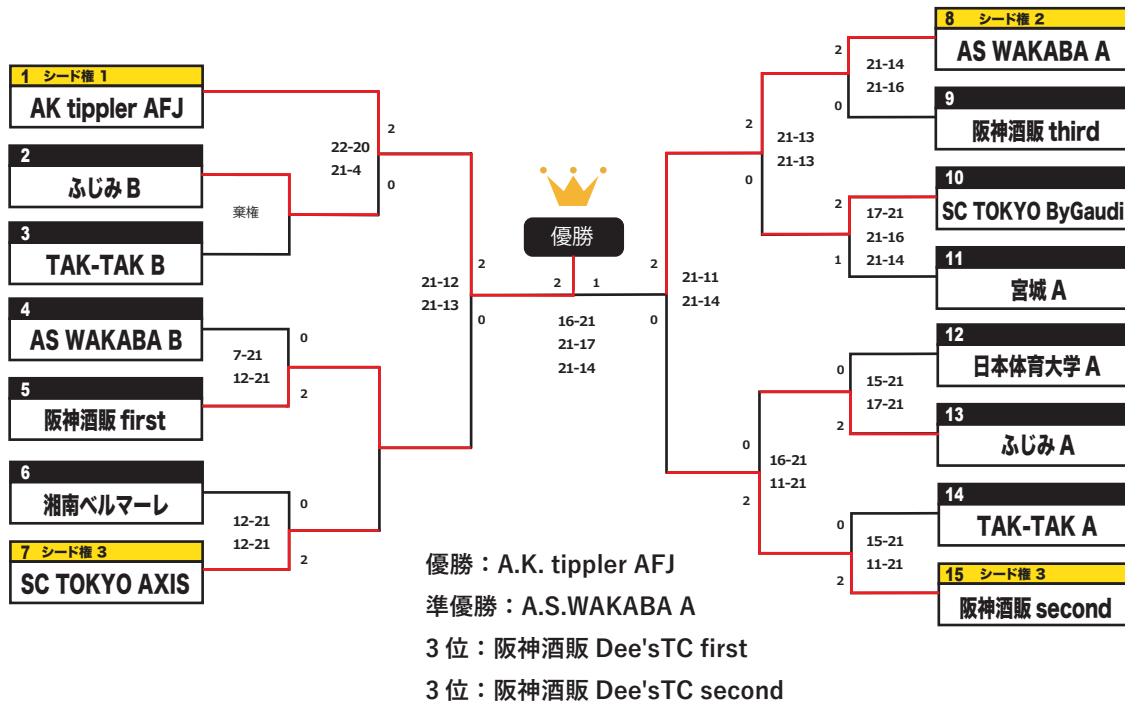 1 シード権 1
AK tippler AFJ
2
ふじみ B
3
TAK-TAK B
4
AS WAKABA B
5
阪神酒販 first
6
湘南ベルマーレ
7 シード権 3
SC TOKYO AXIS
22-20
21-4
2
0
棄権
7-21
12-21
0
2
12-21
12-21
0
2
21-12
21-13
2
0
優勝
2 1
16-21
21-17
21-14
2
0
21-11
21-14
2
0
21-13
21-13
2
0
21-14
21-16
2
1
17-21
21-16
21-14
0
2
16-21
11-21
0
2
15-21
17-21
0
2
15-21
11-21
8 シード権 2
AS WAKABA A
9
阪神酒販 third
10
SC TOKYO ByGaudi
11
宮城 A
12
日本体育大学 A
13
ふじみ A
14
TAK-TAK A
15 シード権 3
阪神酒販 second
優勝：A.K. tippler AFJ
準優勝：A.S.WAKABA A
3 位：阪神酒販 Dee'sTC first
3 位：阪神酒販 Dee'sTC second